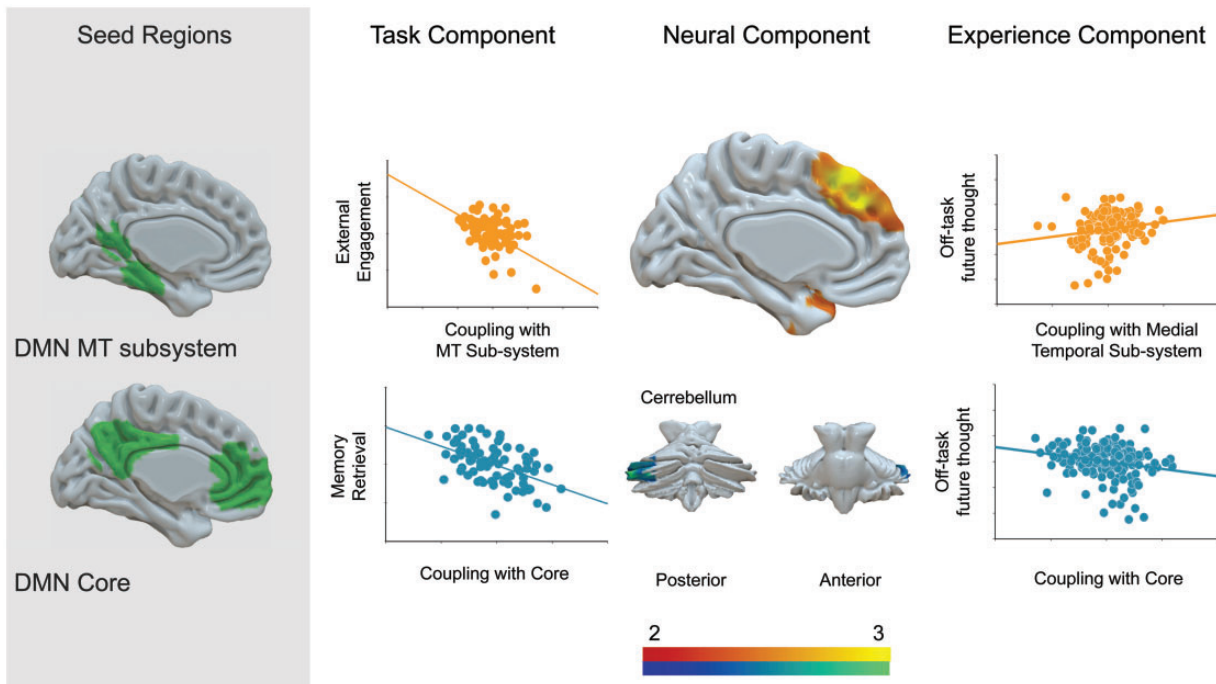 Seed Regions
Task Component
Neural Component
Experience Component
DMN MT subsystem
External
Engagement
Coupling with
MT Sub-system
Off-task
future thought
Coupling with Medial
Temporal Sub-system
DMN Core
Memory
Retrieval
Coupling with Core
Cerrebellum
Posterior
Anterior
Off-task
future thought
Coupling with Core
2
3